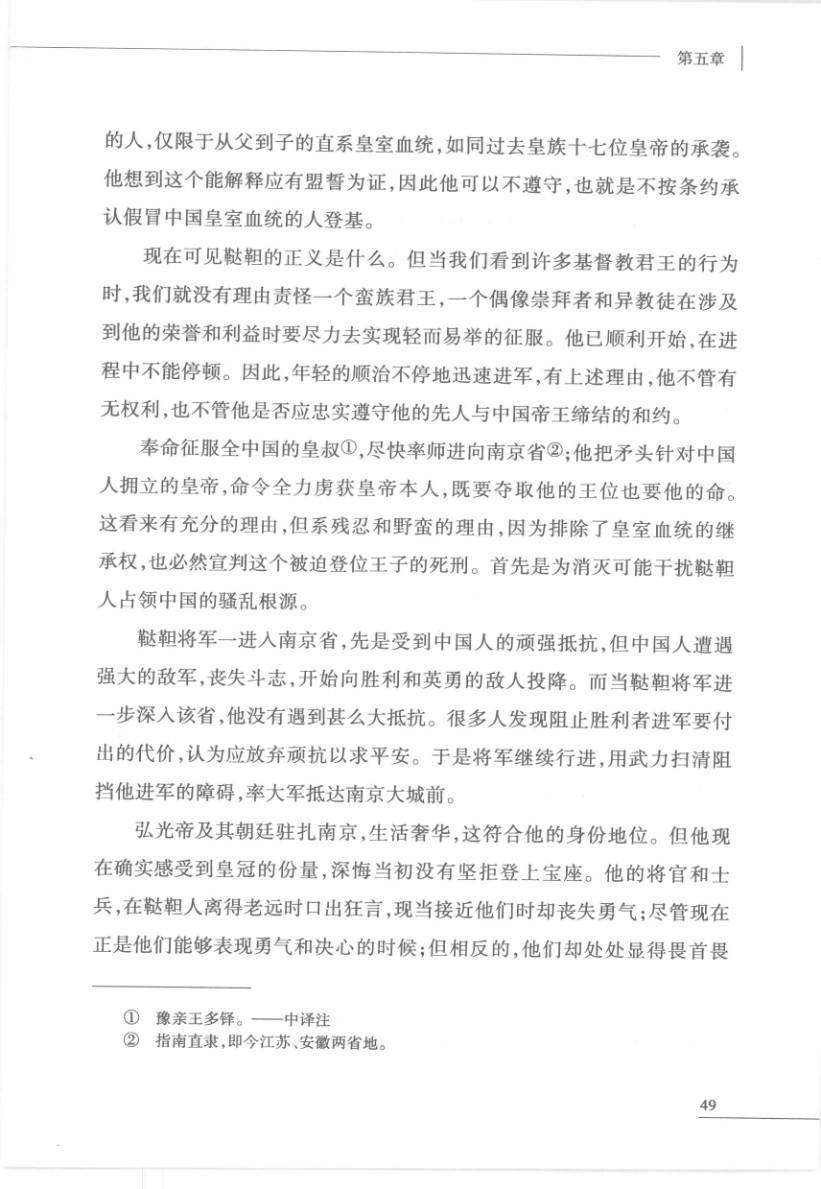 第五章
的人,仅限于从父到子的直系皇室血统,如同过去皇族十七位皇帝的承袭。
他想到这个能解释应有盟誓为证,因此他可以不遵守,也就是不按条约承
认假冒中国皇室血统的人登基。
现在可见鞑靼的正义是什么。但当我们看到许多基督教君王的行为
时,我们就没有理由责怪一个蛮族君王,一个偶像崇拜者和异教徒在涉及
到他的荣誉和利益时要尽力去实现轻而易举的征服。他已顺利开始,在进
程中不能停顿。因此,年轻的顺治不停地迅速进军,有上述理由,他不管有
无权利,也不管他是否应忠实遵守他的先人与中国帝王缔结的和约。
奉命征服全中国的皇叔①,尽快率师进向南京省②;他把矛头针对中国
人拥立的皇帝,命令全力虏获皇帝本人,既要夺取他的王位也要他的命。
这看来有充分的理由,但系残忍和野蛮的理由,因为排除了皇室血统的继
承权,也必然宣判这个被迫登位王子的死刑。首先是为消灭可能干扰鞑靼
人占领中国的骚乱根源。
鞑靼将军一进入南京省,先是受到中国人的顽强抵抗,但中国人遭遇
强大的敌军,丧失斗志,开始向胜利和英勇的敌人投降。而当鞑靼将军进
一步深入该省,他没有遇到甚么大抵抗。很多人发现阻止胜利者进军要付
出的代价,认为应放弃顽抗以求平安。于是将军继续行进,用武力扫清阻
挡他进军的障碍,率大军抵达南京大城前。
弘光帝及其朝廷驻扎南京,生活奢华,这符合他的身份地位。但他现
在确实感受到皇冠的份量,深悔当初没有坚拒登上宝座。他的将官和士
兵,在鞑靼人离得老远时口出狂言,现当接近他们时却丧失勇气;尽管现在
正是他们能够表现勇气和决心的时候;但相反的,他们却处处显得畏首畏
① 豫亲王多铎。——中译注
② 指南直隶,即今江苏、安徽两省地。
49